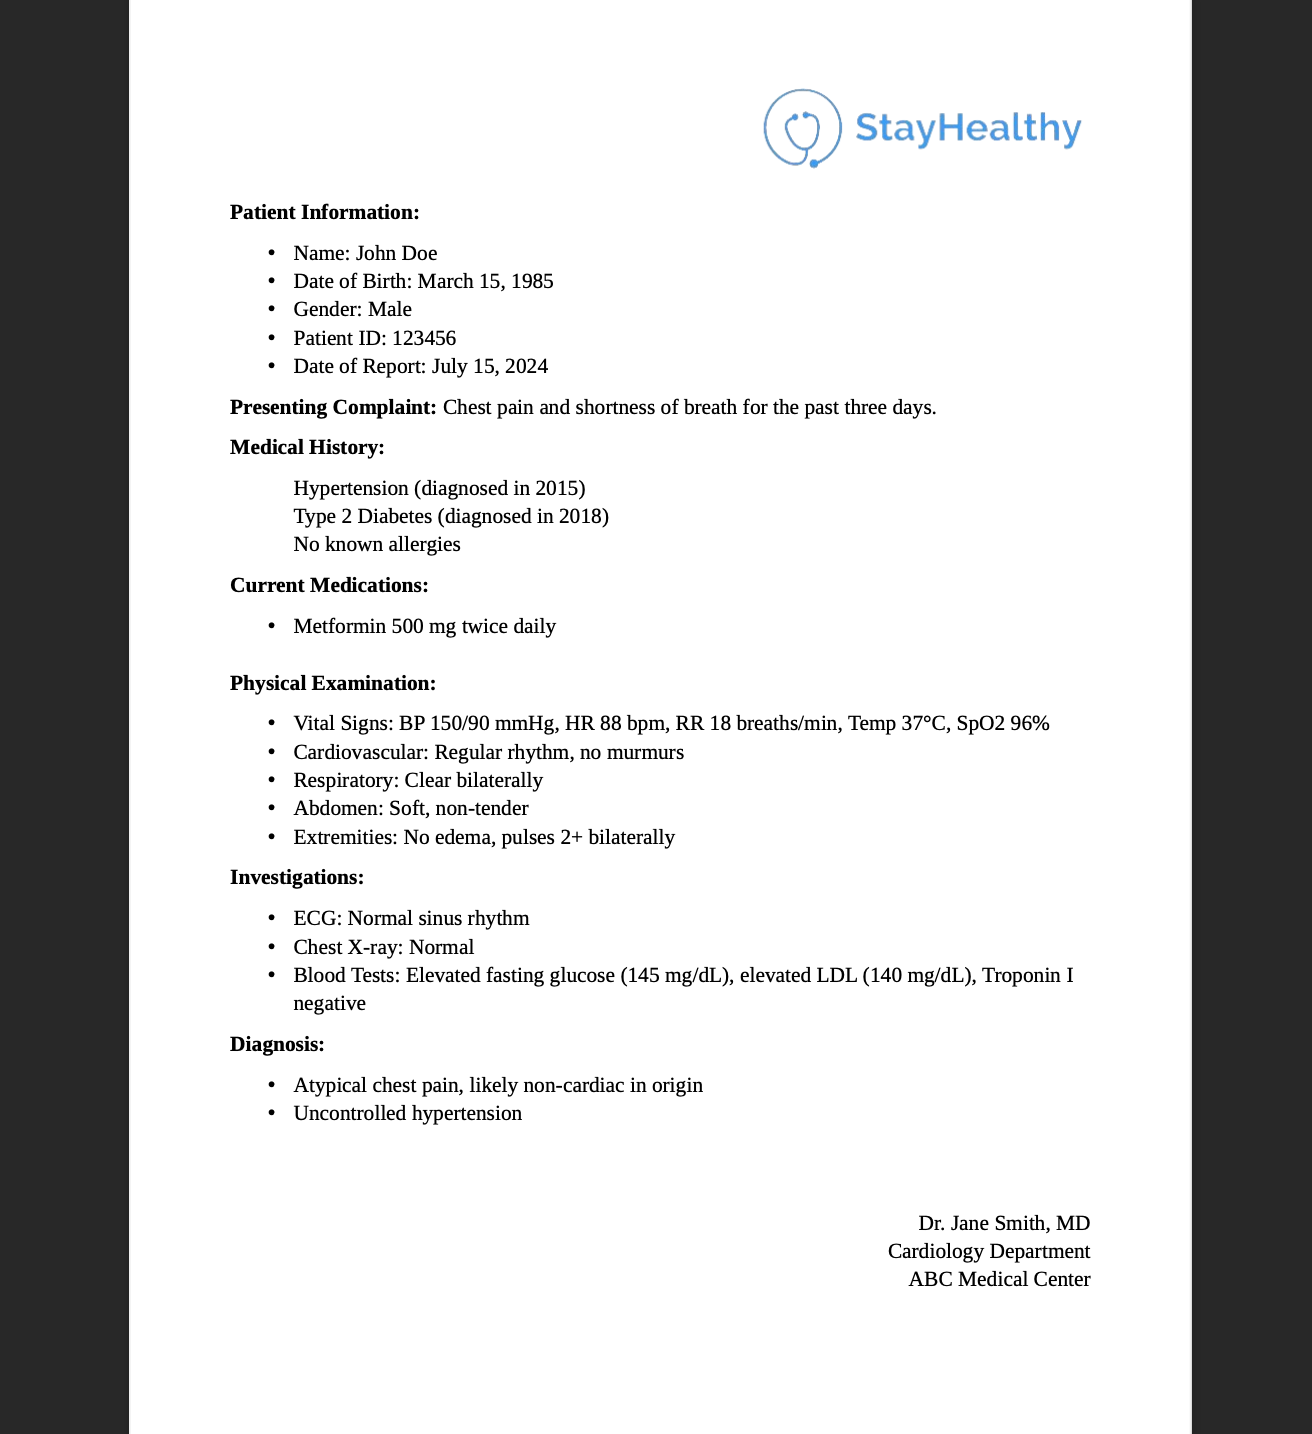 StayHealthy
Patient Information:
• Name: John Doe
• Date of Birth: March 15, 1985
• Gender: Male
• Patient ID: 123456
• Date of Report: July 15, 2024
Presenting Complaint: Chest pain and shortness of breath for the past three days.
Medical History:
Hypertension (diagnosed in 2015)
Type 2 Diabetes (diagnosed in 2018)
No known allergies
Current Medications:
• Metformin 500 mg twice daily
Physical Examination:
• Vital Signs: BP 150/90 mmHg, HR 88 bpm, RR 18 breaths/min, Temp 37°C, SpO2 96%
• Cardiovascular: Regular rhythm, no murmurs
• Respiratory: Clear bilaterally
• Abdomen: Soft, non-tender
• Extremities: No edema, pulses 2+ bilaterally
Investigations:
• ECG: Normal sinus rhythm
• Chest X-ray: Normal
• Blood Tests: Elevated fasting glucose (145 mg/dL), elevated LDL (140 mg/dL), Troponin I
negative
Diagnosis:
• Atypical chest pain, likely non-cardiac in origin
• Uncontrolled hypertension
Dr. Jane Smith, MD
Cardiology Department
ABC Medical Center